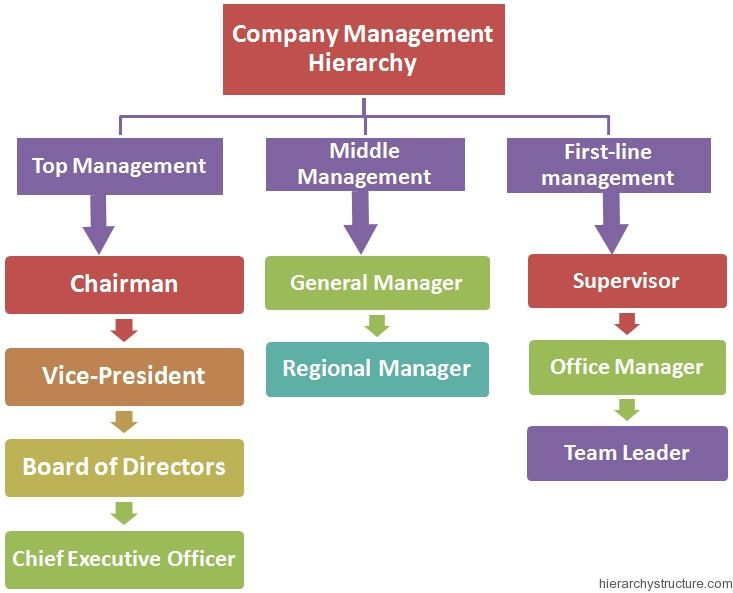 Company Management
Hierarchy
Top Management
Middle
Management
First-line
management
Chairman
Vice-President
Board of Directors
Chief Executive Officer
General Manager
Regional Manager
Supervisor
Office Manager
Team Leader
hierarchystructure.com